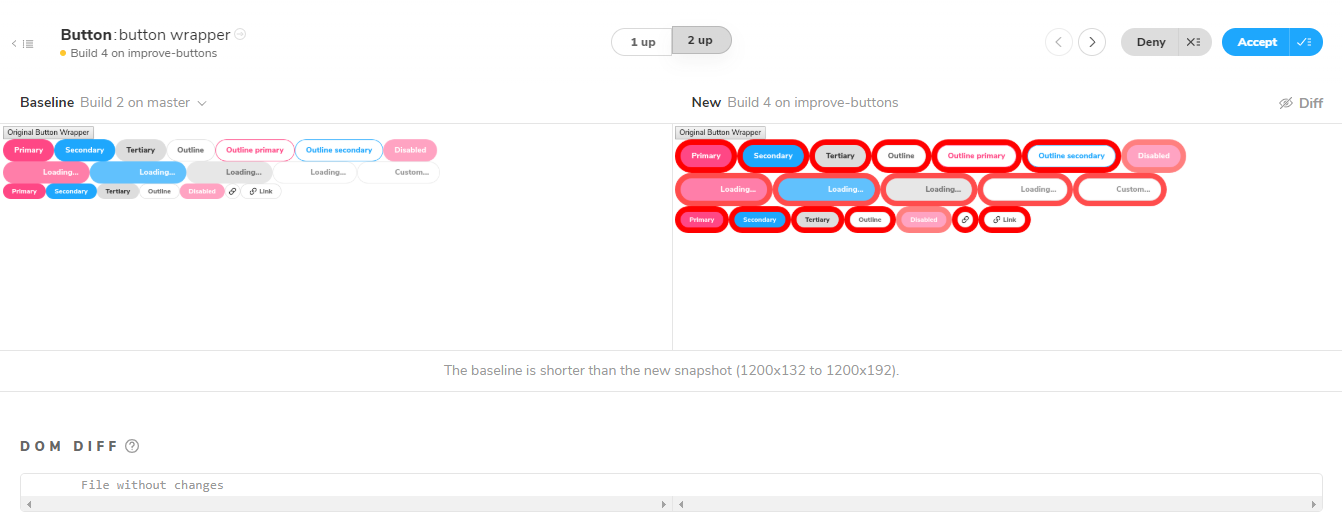 Button: button wrapper
Build 4 on improve-buttons
1 up
2 up
Deny
Accept
Baseline Build 2 on master
New Build 4 on improve-buttons
Diff
Original Button Wrapper
Primary Secondary Tertiary Outline Outline primary Outline secondary Disabled
Loading... Loading... Loading... Loading... Custom...
Primary Secondary Tertiary Outline Disabled Link
Original Button Wrapper
Primary Secondary Tertiary Outline Outline primary Outline secondary Disabled
Loading... Loading... Loading... Loading... Custom...
Primary Secondary Tertiary Outline Disabled Link
The baseline is shorter than the new snapshot (1200x132 to 1200x192).
DOM DIFF ?
File without changes